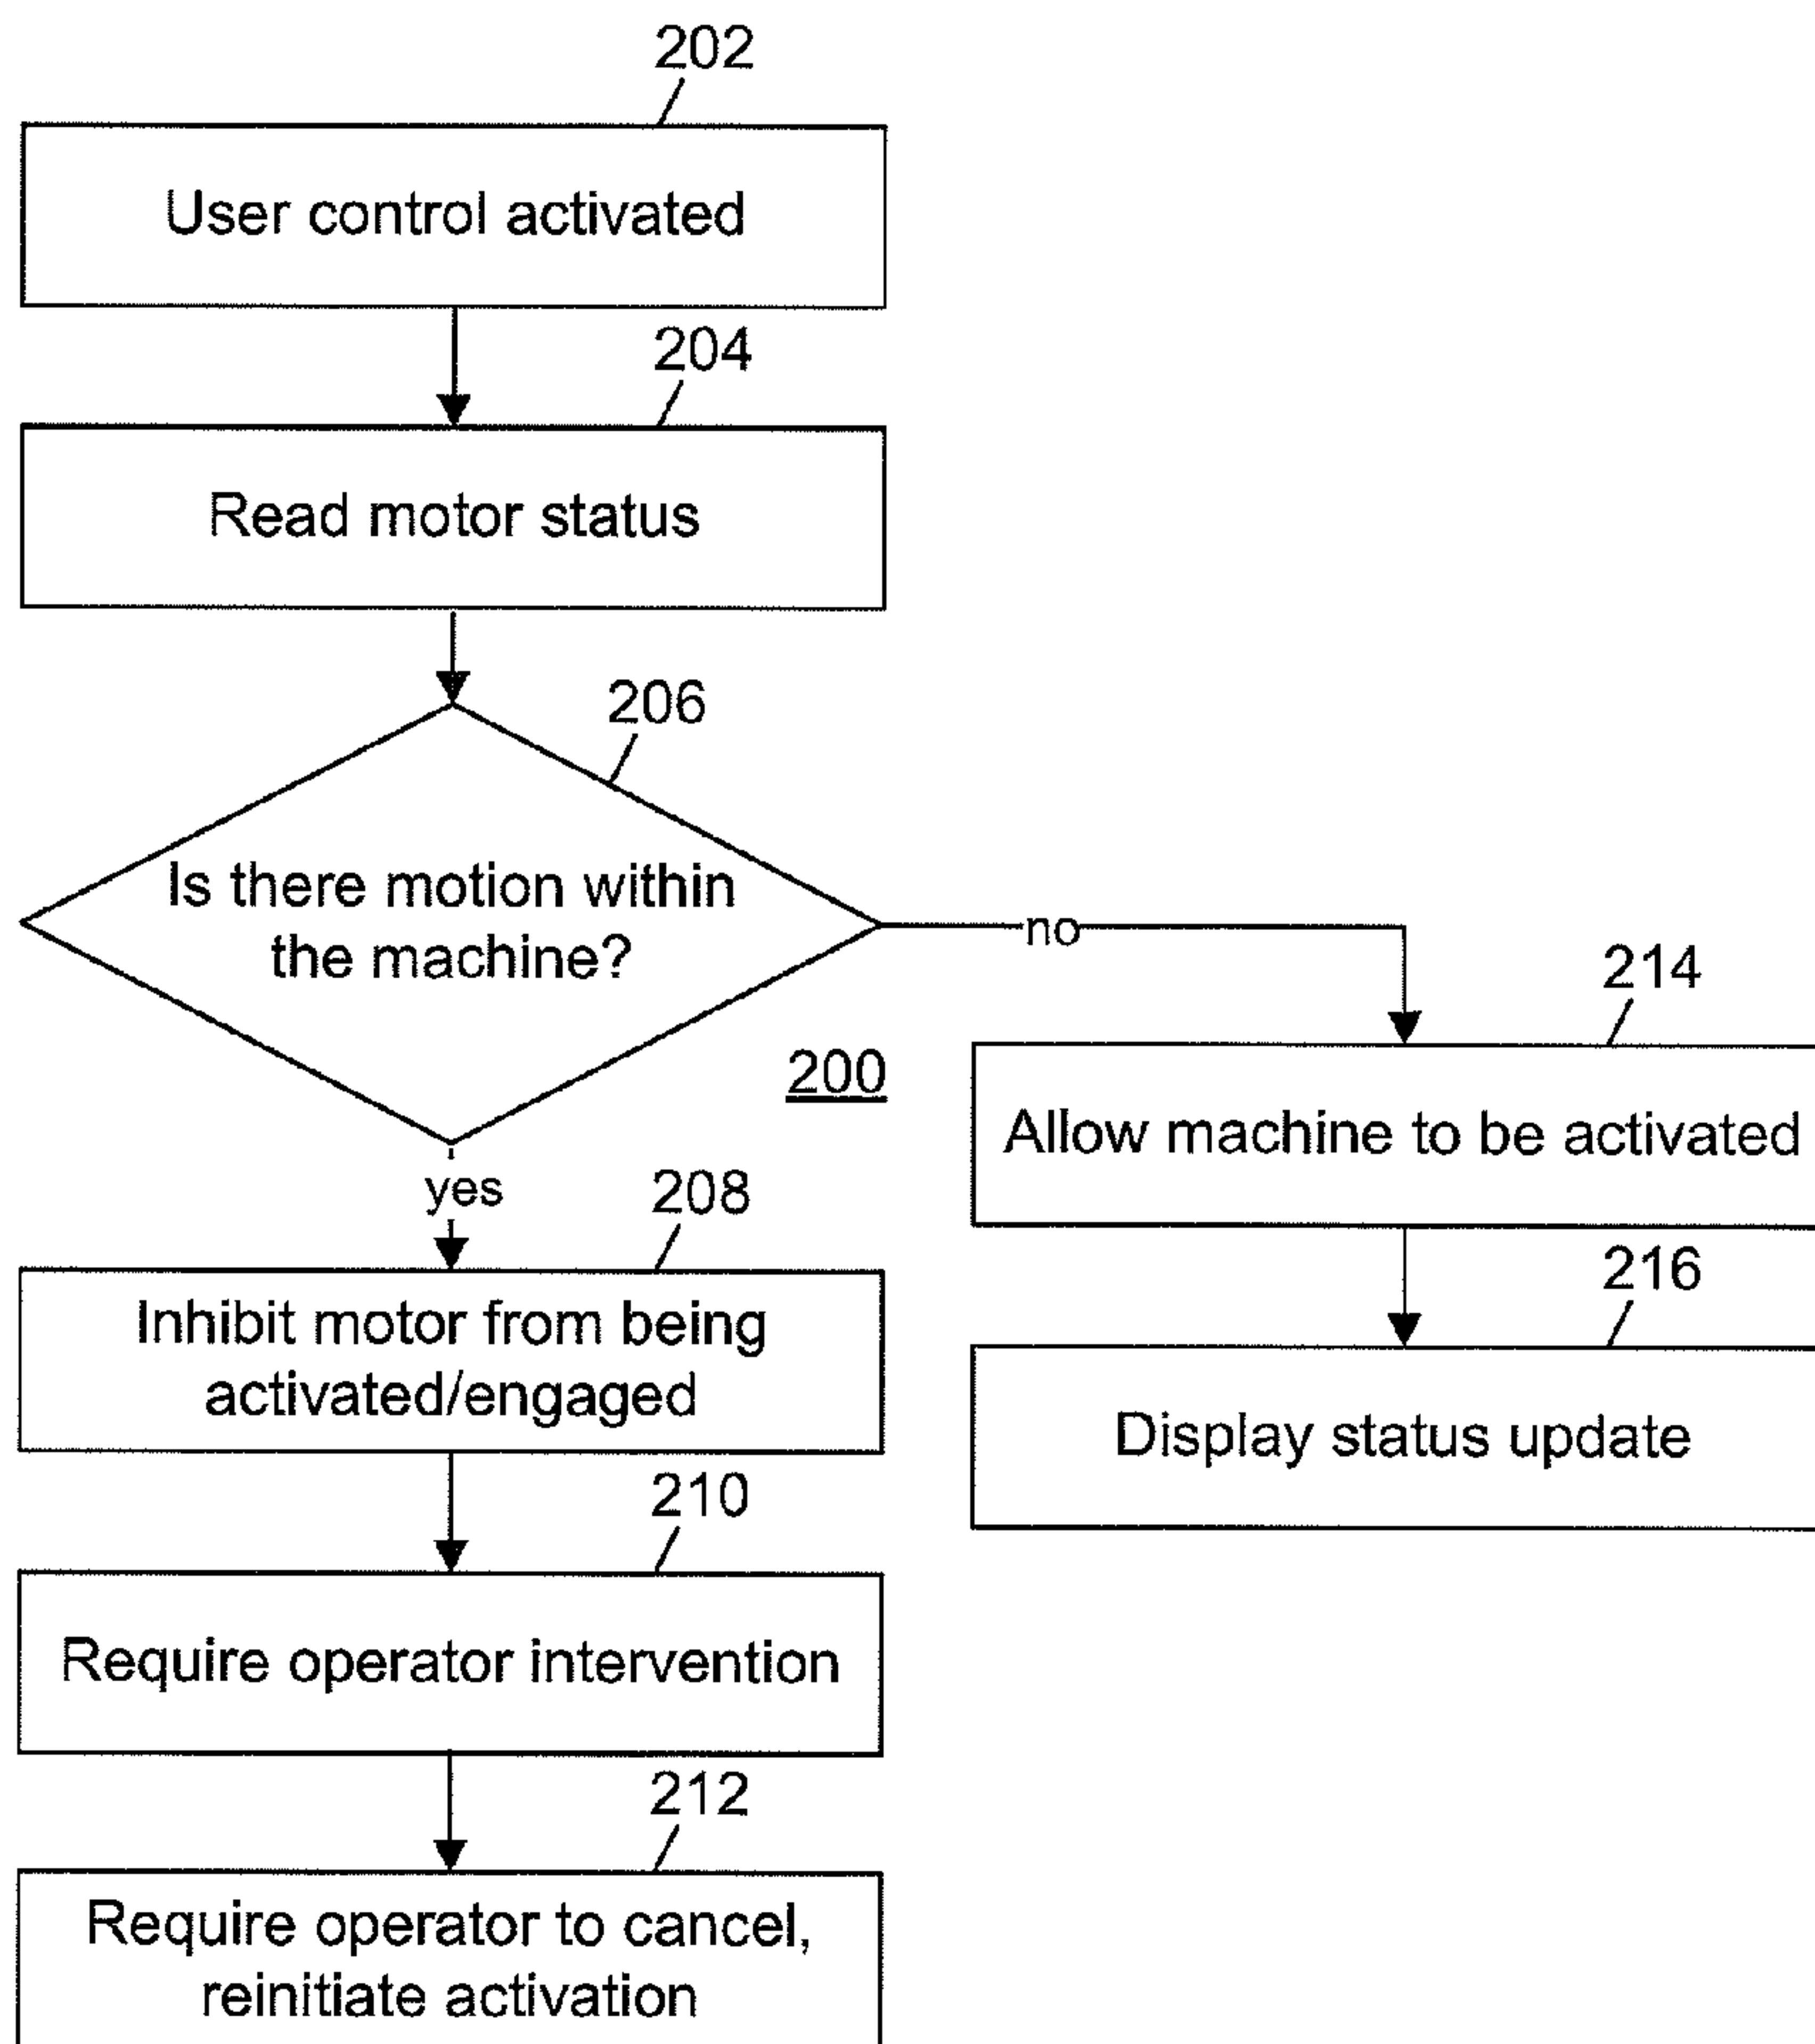 202
User control activated
204
Read motor status
206
Is there motion within
the machine?
no
200
214
Allow machine to be activated
yes
208
Inhibit motor from being
activated/engaged
216
Display status update
210
Require operator intervention
212
Require operator to cancel,
reinitiate activation